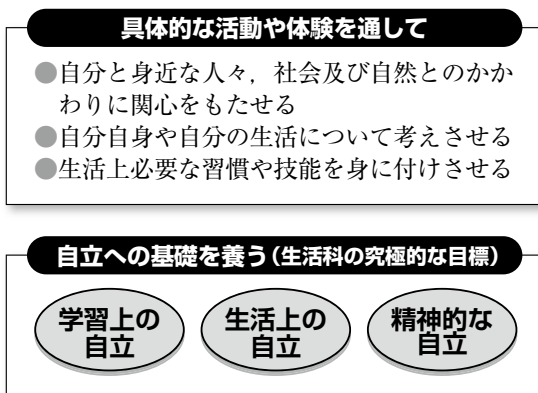 具体的な活動や体験を通して
●自分と身近な人々，社会及び自然とのかか
わりに関心をもたせる
●自分自身や自分の生活について考えさせる
●生活上必要な習慣や技能を身に付けさせる
自立への基礎を養う（生活科の究極的な目標）
学習上の
自立
生活上の
自立
精神的な
自立